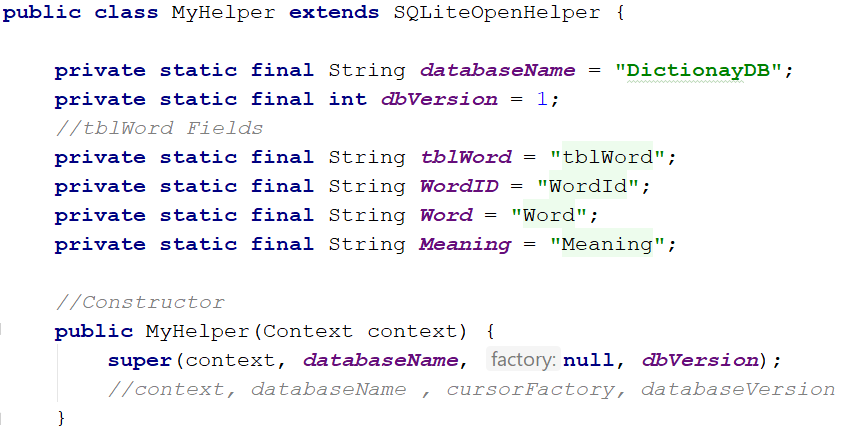 public class MyHelper extends SQLiteOpenHelper {
private static final String databaseName = "DictionayDB";
private static final int dbVersion = 1;
//tblWord Fields
private static final String tblWord = "tblWord";
private static final String WordID = "WordId";
private static final String Word = "Word";
private static final String Meaning = "Meaning";
//Constructor
public MyHelper(Context context) {
super(context, databaseName, factory: null, dbVersion);
//context, databaseName , cursorFactory, databaseVersion
}